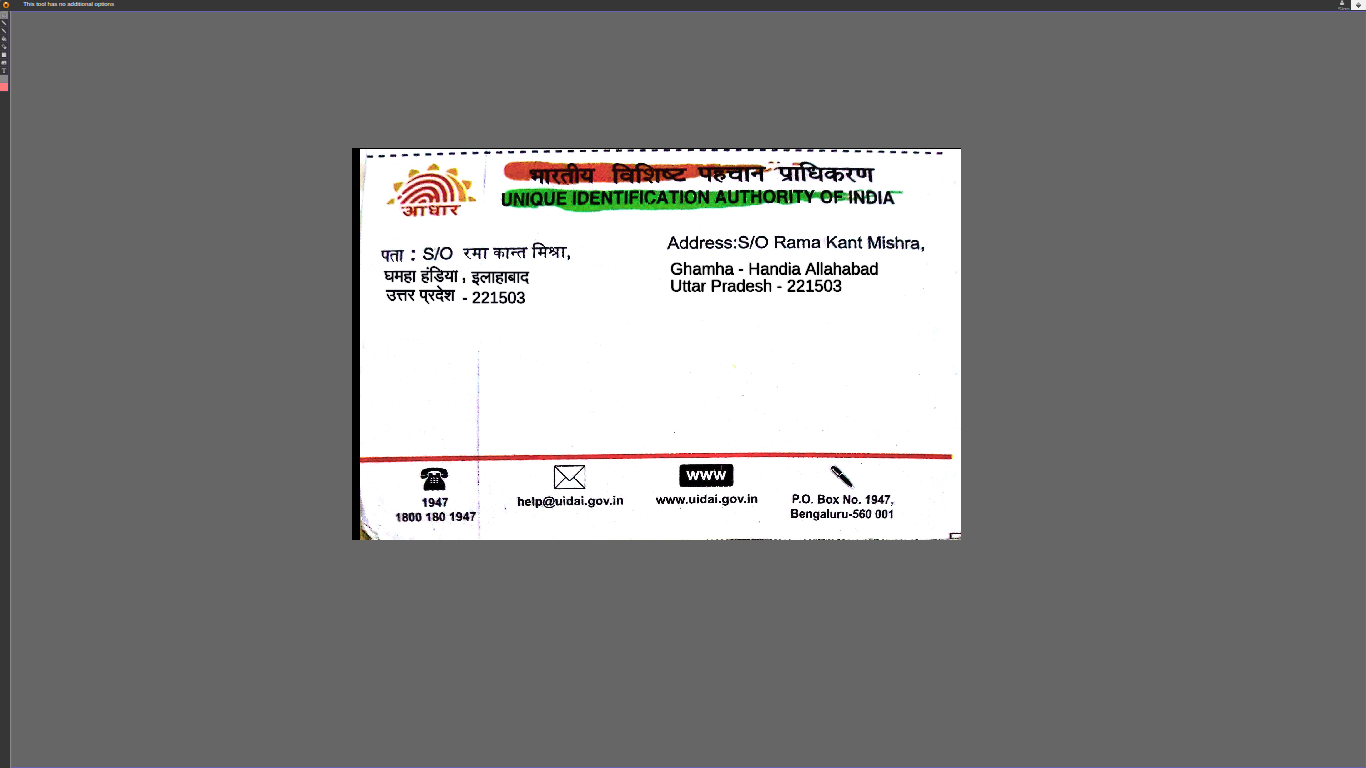 This tool has no additional options
भारतीय विशिष्ट पहचान प्राधिकरण
UNIQUE IDENTIFICATION AUTHORITY OF INDIA
आधार
पता : S/O रमा कान्त मिश्रा,
घमहा हंडिया, इलाहाबाद
उत्तर प्रदेश - 221503
Address:S/O Rama Kant Mishra,
Ghamha - Handia Allahabad
Uttar Pradesh - 221503
1947
1800 180 1947
help@uidai.gov.in
WWW
www.uidai.gov.in
P.O. Box No. 1947,
Bengaluru-560 001